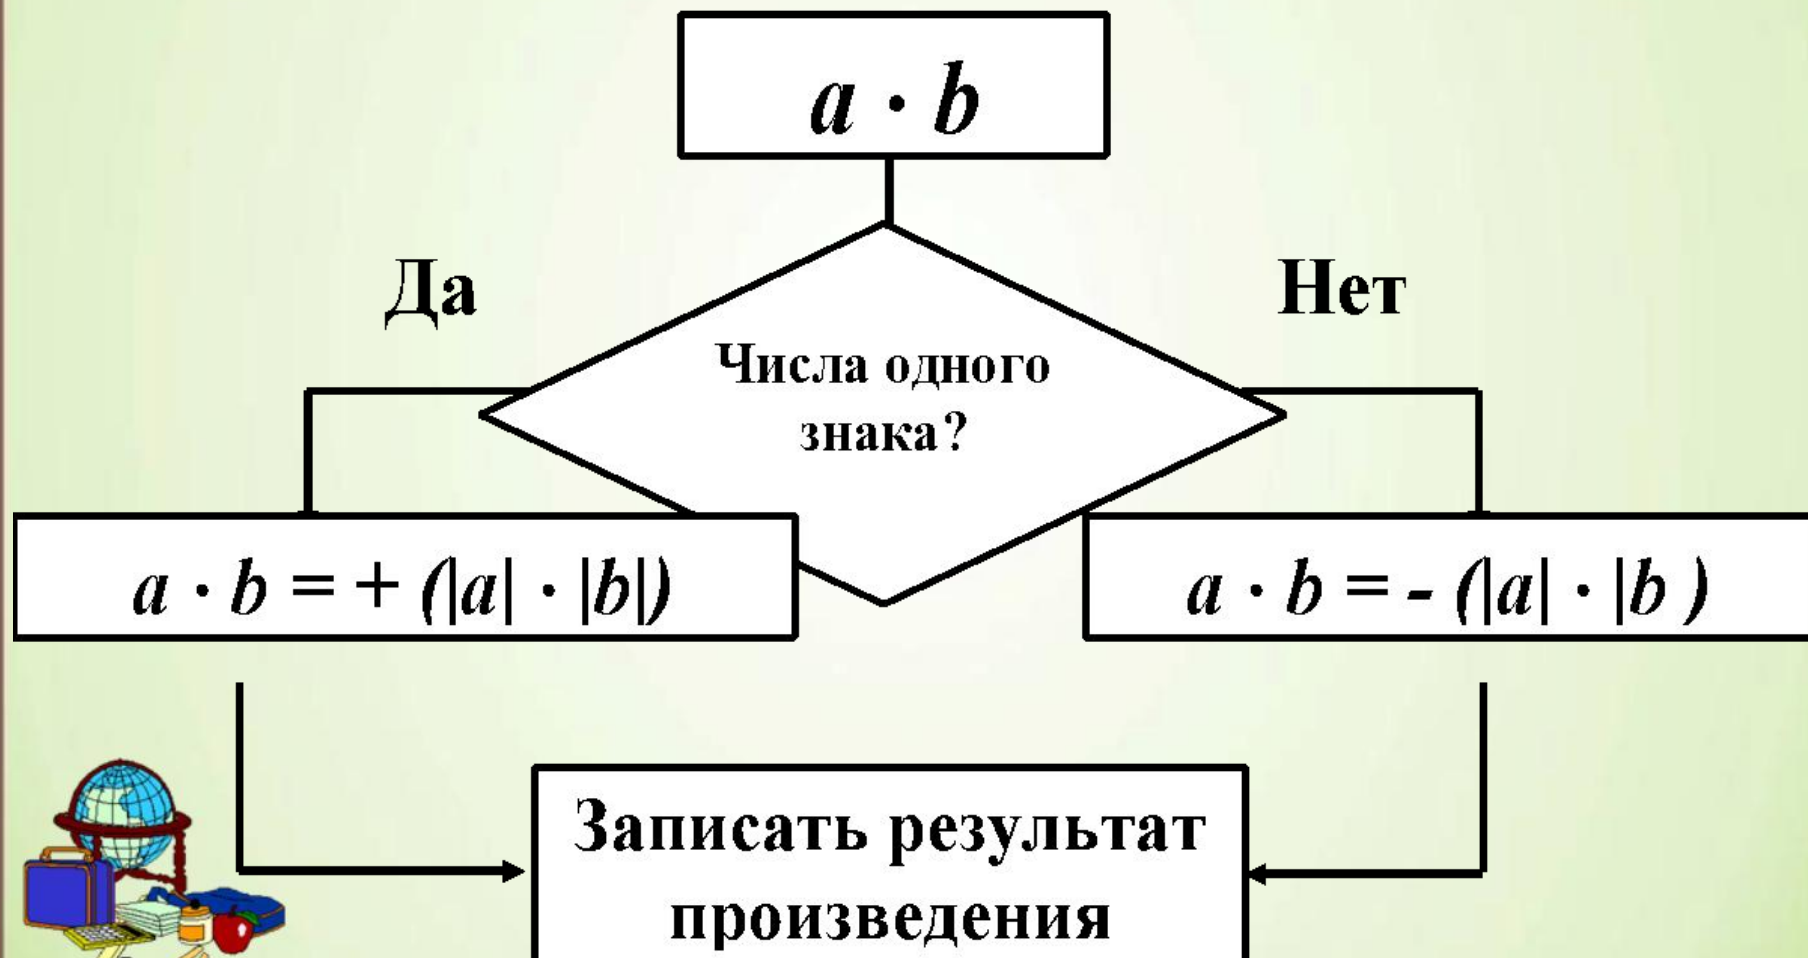 a · b
Да
Нет
Числа одного
знака?
a · b = + (|a| · |b|)
a · b = - (|a| · |b )
Записать результат
произведения